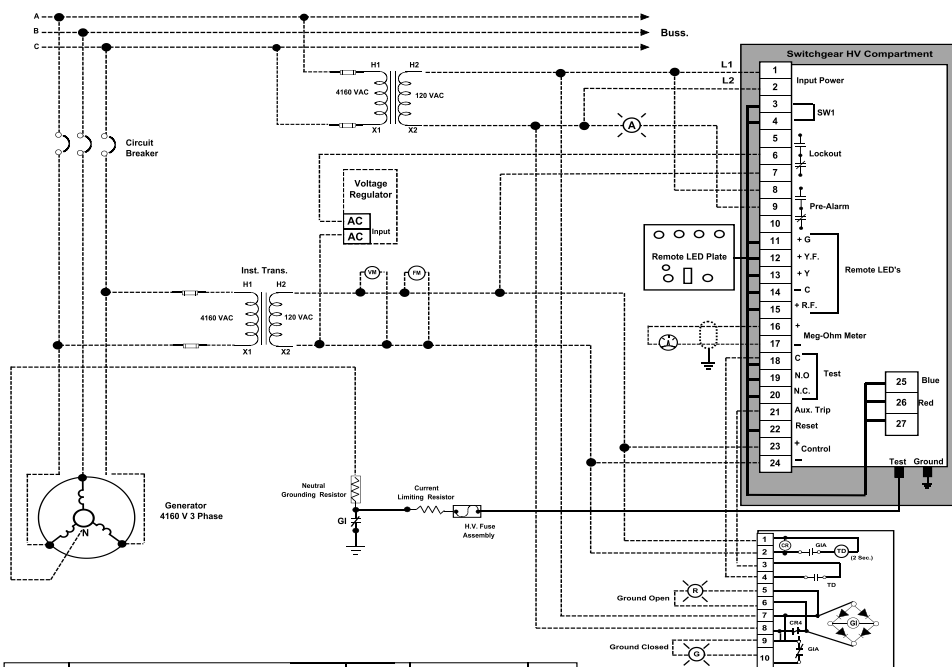 A
B
C
Buss.
Switchgear HV Compartment
H1 H2
4160 VAC 120 VAC
X1 X2
L1
L2
A
Circuit
Breaker
Voltage
Regulator
AC
AC
Input
Inst. Trans.
H1 H2
4160 VAC 120 VAC
X1 X2
VM
FM
Remote LED Plate
1
2
Input Power
3
4
SW1
5
6
7
Lockout
8
9
10
Pre-Alarm
11 + G
12 + Y.F.
13 + Y
14 – C
15 + R.F.
Remote LED's
16 +
17 –
Meg-Ohm Meter
18 C
19 N.O
20 N.C.
Test
21 Aux. Trip
22 Reset
23 +
24 –
Control
25 Blue
26 Red
27
Test Ground
Generator
4160 V 3 Phase
N
Neutral
Grounding Resistor
GI
Current
Limiting Resistor
H.V. Fuse
Assembly
1
2
3
4
5
6
7
8
9
10
CR
GIA
TD
(2 Sec.)
TD
Ground Open
R
CR4
GI
GIA
Ground Closed
G